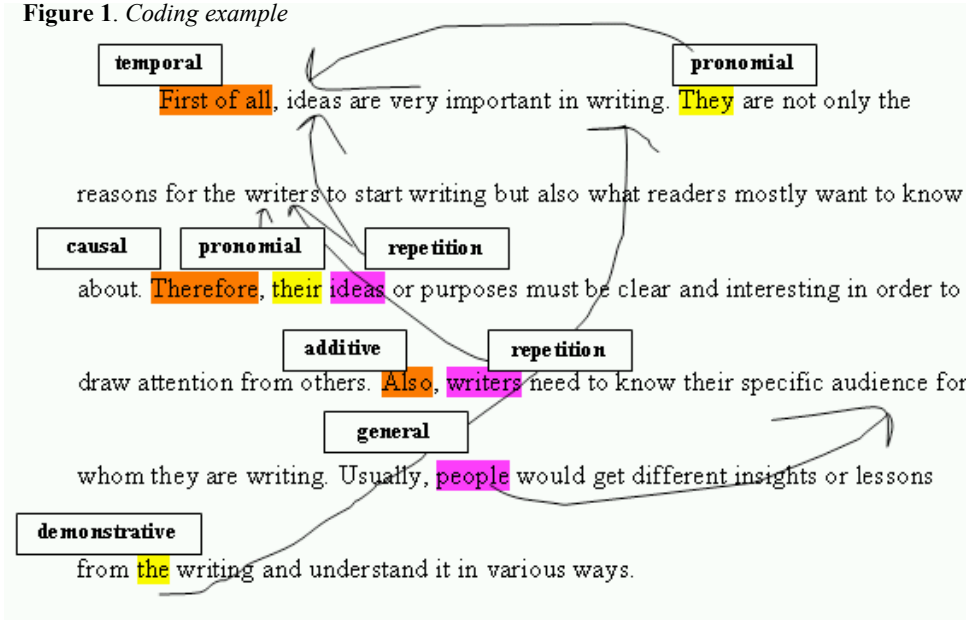 Figure 1. Coding example
temporal pronomial
First of all, ideas are very important in writing. They are not only the
reasons for the writers to start writing but also what readers mostly want to know
causal pronomial repetition
about. Therefore, their ideas or purposes must be clear and interesting in order to
additive repetition
draw attention from others. Also, writers need to know their specific audience for
general
whom they are writing. Usually, people would get different insights or lessons
demonstrative
from the writing and understand it in various ways.